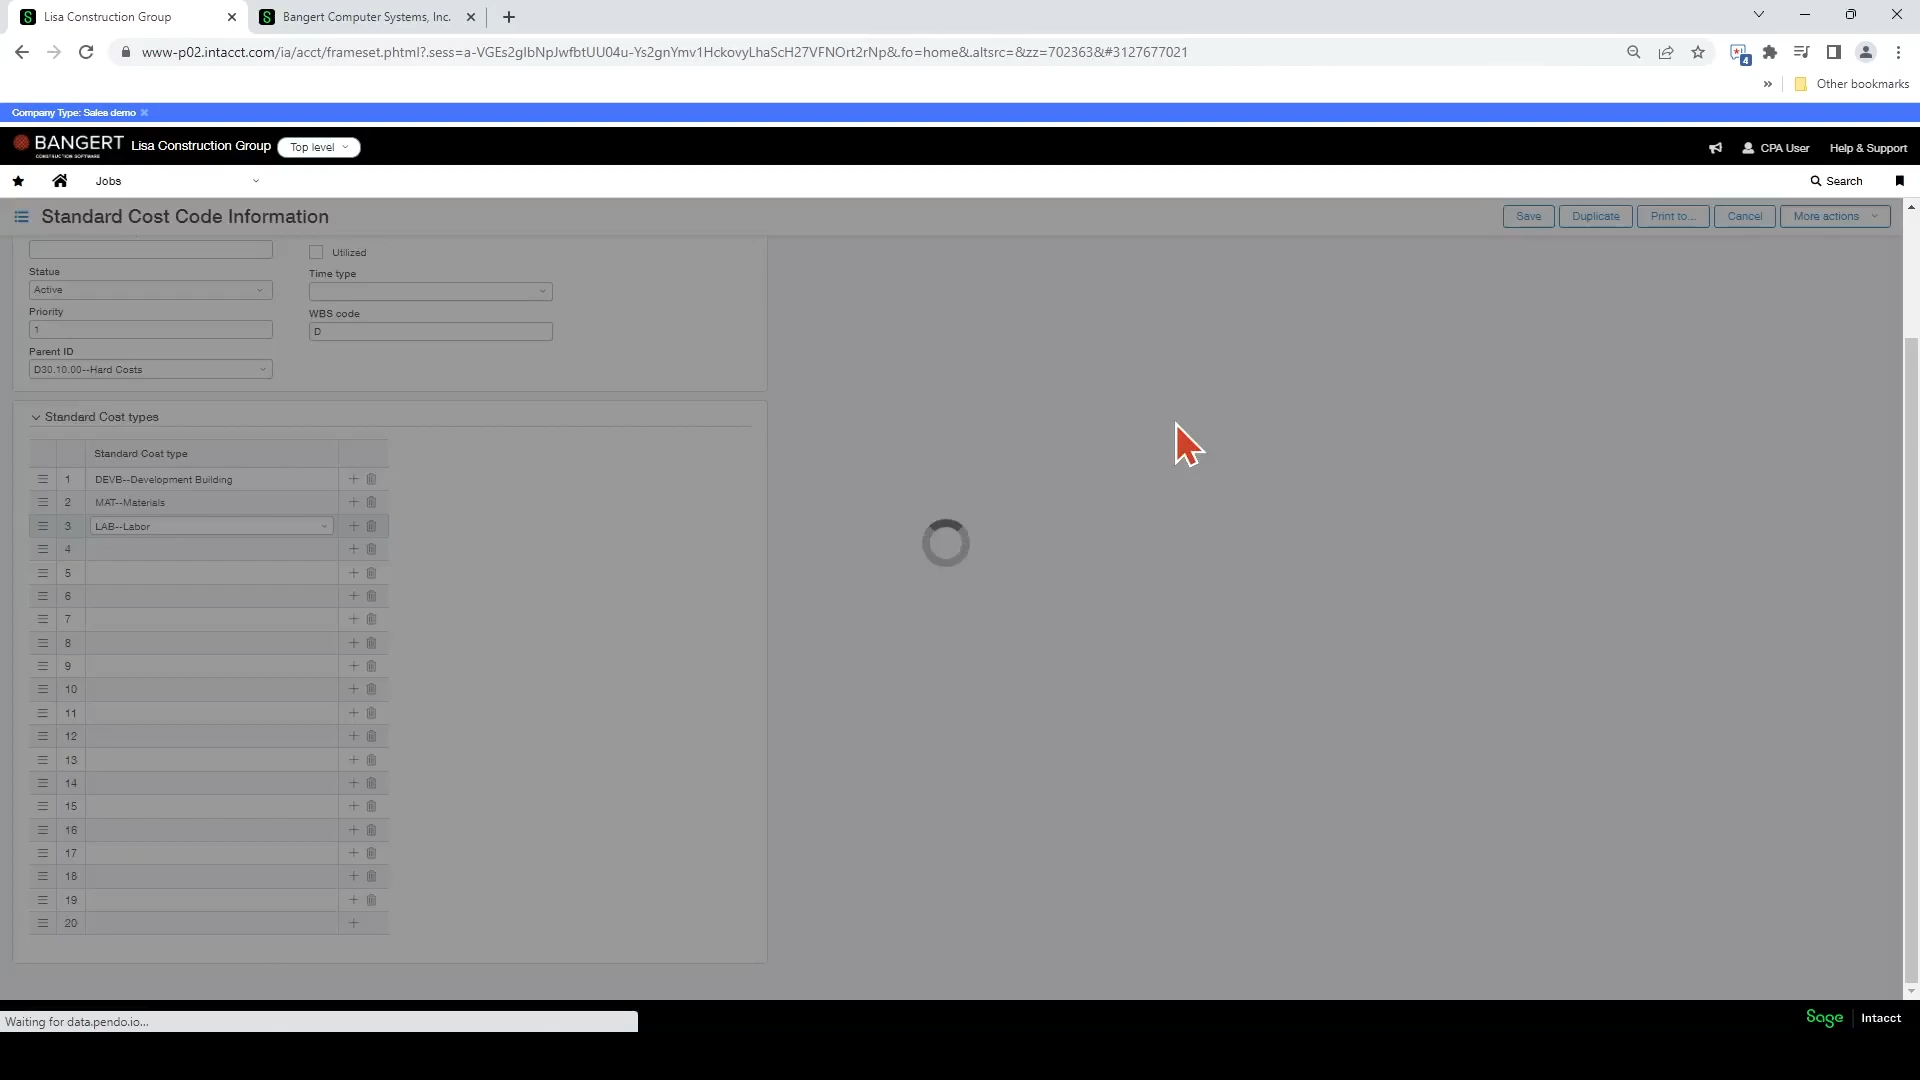 Lisa Construction Group
Bangert Computer Systems, Inc.
www-p02.intacct.com/ia/acct/frameset.phtml?.sess=a-VGEs2glbNpJwfbtUU04u-Ys2gnYmv1HckovyLhaScH27VFNOrt2rNp&.fo=home&.altsrc=&zz=702363&#3127677021
4
Other bookmarks
Company Type: Sales demo
BANGERT
CONSTRUCTION SOFTWARE
Lisa Construction Group
Top level
CPA User
Help & Support
Jobs
Search
Standard Cost Code Information
Save
Duplicate
Print to...
Cancel
More actions
Utilized
Status
Active
Time type
Priority
1
WBS code
D
Parent ID
D30.10.00--Hard Costs
Standard Cost types
Standard Cost type
1 DEVB--Development Building
2 MAT--Materials
3 LAB--Labor
4
5
6
7
8
9
10
11
12
13
14
15
16
17
18
19
20
Waiting for data.pendo.io...
Sage Intacct